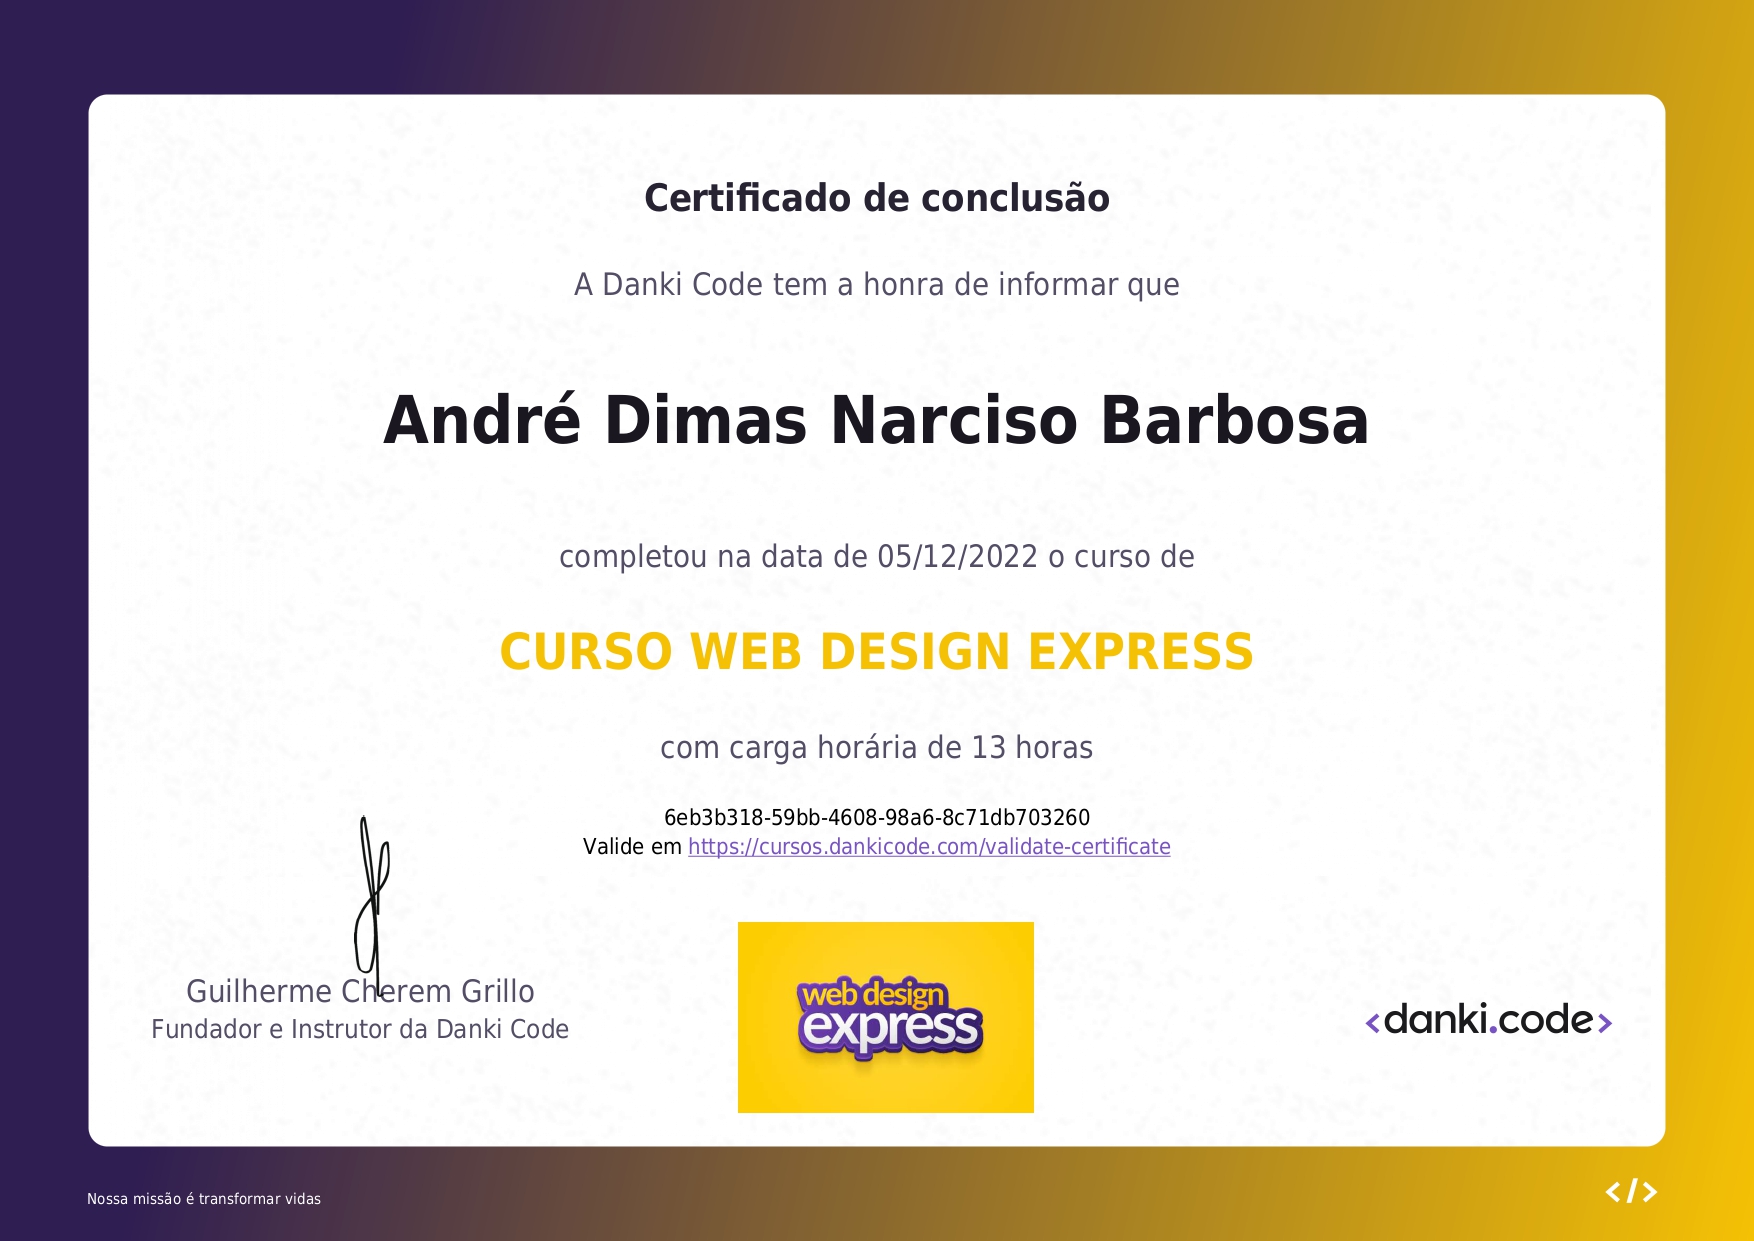 Certificado de conclusão
A Danki Code tem a honra de informar que
André Dimas Narciso Barbosa
completou na data de 05/12/2022 o curso de
CURSO WEB DESIGN EXPRESS
com carga horária de 13 horas
6eb3b318-59bb-4608-98a6-8c71db703260
Valide em https://cursos.dankicode.com/validate-certificate
Guilherme Cherem Grillo
Fundador e Instrutor da Danki Code
web design
express
<danki.code>
Nossa missão é transformar vidas
</>